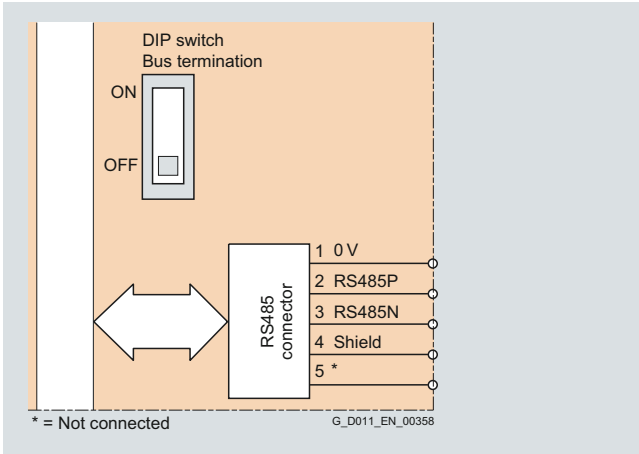 DIP switch
Bus termination
ON
OFF
RS485
connector
1 0 V
2 RS485P
3 RS485N
4 Shield
5 *
* = Not connected
G_D011_EN_00358